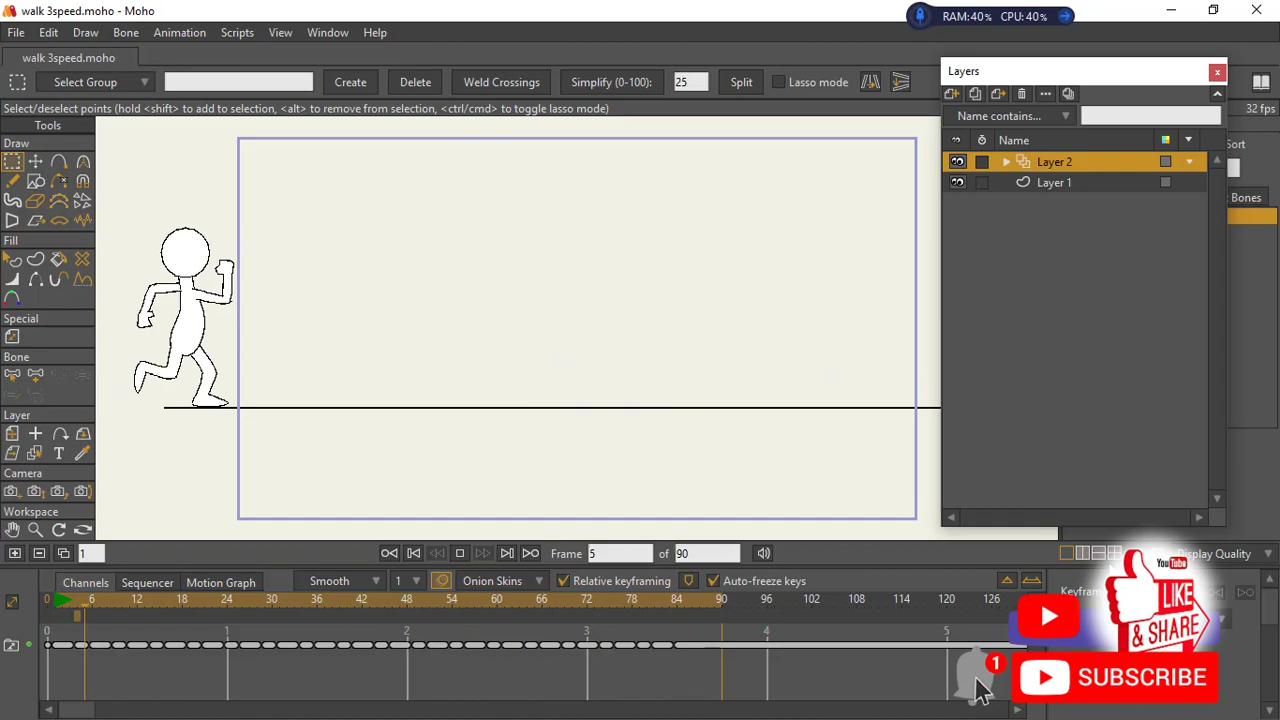 walk 3speed.moho - Moho
RAM:40% CPU:40%
File Edit Draw Bone Animation Scripts View Window Help
walk 3speed.moho
Select Group Create Delete Weld Crossings Simplify (0-100): 25 Split Lasso mode
Select/deselect points (hold <shift> to add to selection, <alt> to remove from selection, <ctrl/cmd> to toggle lasso mode)
32 fps
Tools
Draw
Fill
Special
Bone
Layer
Camera
Workspace
Layers
Name contains...
Name
Layer 2
Layer 1
Sort
Bones
1
Frame 5 of 90
Display Quality
Channels Sequencer Motion Graph Smooth 1 Onion Skins Relative keyframing Auto-freeze keys
0 6 12 18 24 30 36 42 48 54 60 66 72 78 84 90 96 102 108 114 120 126
0 1 2 3 4 5
You Tube
LIKE
& SHARE
1
SUBSCRIBE